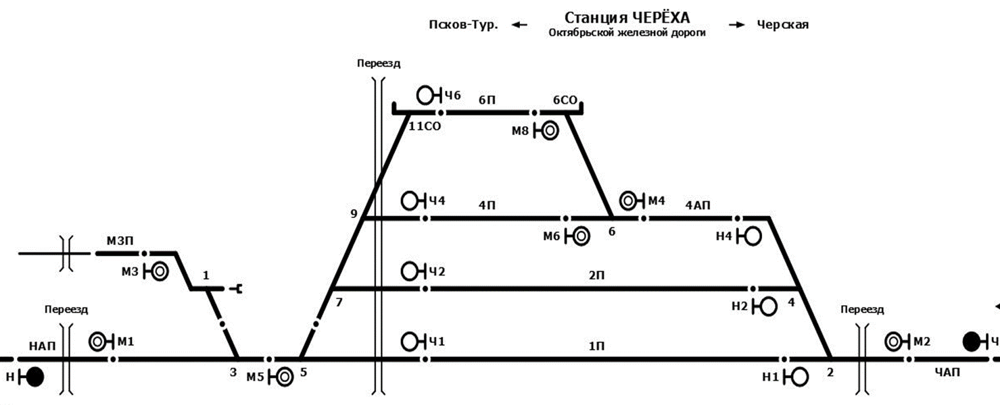 Станция ЧЕРЁХА
Псков-Тур.
Октябрьской железной дороги
Черская
Переезд
Ч6
6П
6СО
11СО
М8
Ч4
4П
М4
4АП
9
М6
6
Н4
МЗП
М3
1
Ч2
2П
7
Н2
4
Переезд
Переезд
НАП
М1
Ч1
1П
М2
Ч
Н
3
М5
5
Н1
2
ЧАП